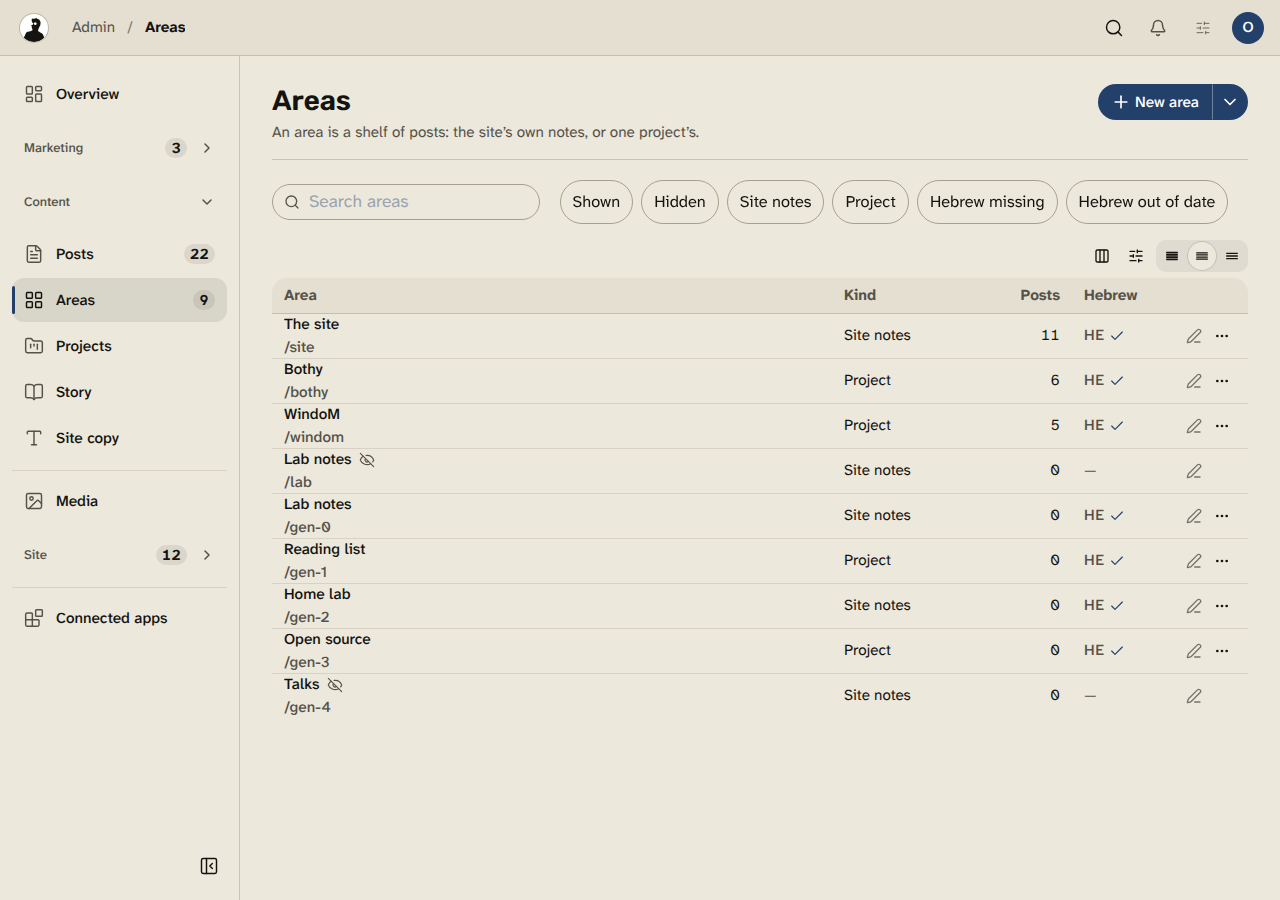 Admin / Areas
O
Overview
Marketing 3
Content
Posts 22
Areas 9
Projects
Story
Site copy
Media
Site 12
Connected apps
Areas
New area
An area is a shelf of posts: the site's own notes, or one project's.
Search areas
Shown
Hidden
Site notes
Project
Hebrew missing
Hebrew out of date
Area Kind Posts Hebrew
The site
/site
Site notes 11 HE
Bothy
/bothy
Project 6 HE
WindoM
/windom
Project 5 HE
Lab notes
/lab
Site notes 0 —
Lab notes
/gen-0
Site notes 0 HE
Reading list
/gen-1
Project 0 HE
Home lab
/gen-2
Site notes 0 HE
Open source
/gen-3
Project 0 HE
Talks
/gen-4
Site notes 0 —